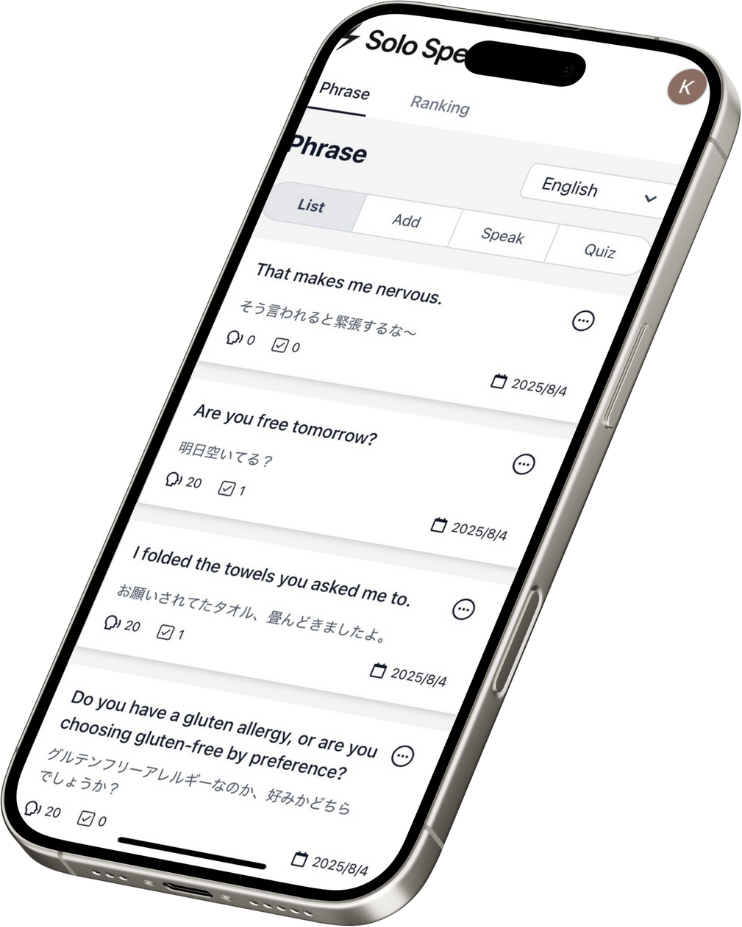 Solo Spe
K
Phrase
Ranking
Phrase
English
List
Add
Speak
Quiz
That makes me nervous.
そう言われると緊張するな〜
0
0
2025/8/4
Are you free tomorrow?
明日空いてる？
20
1
2025/8/4
I folded the towels you asked me to.
お願いされてたタオル、畳んどきましたよ。
20
1
2025/8/4
Do you have a gluten allergy, or are you
choosing gluten-free by preference?
グルテンフリーアレルギーなのか、好みかどちら
でしょうか？
20
0
2025/8/4